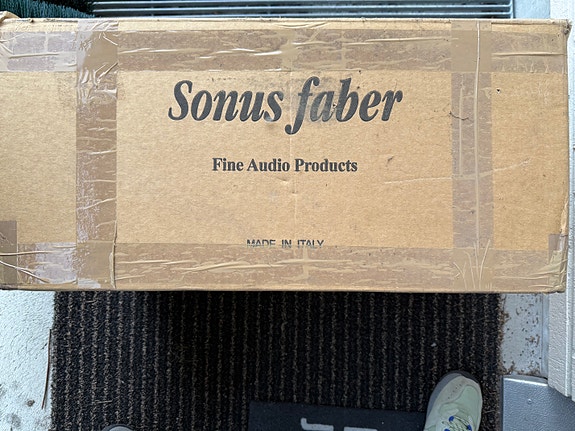 Sonus faber
Fine Audio Products
MADE IN ITALY